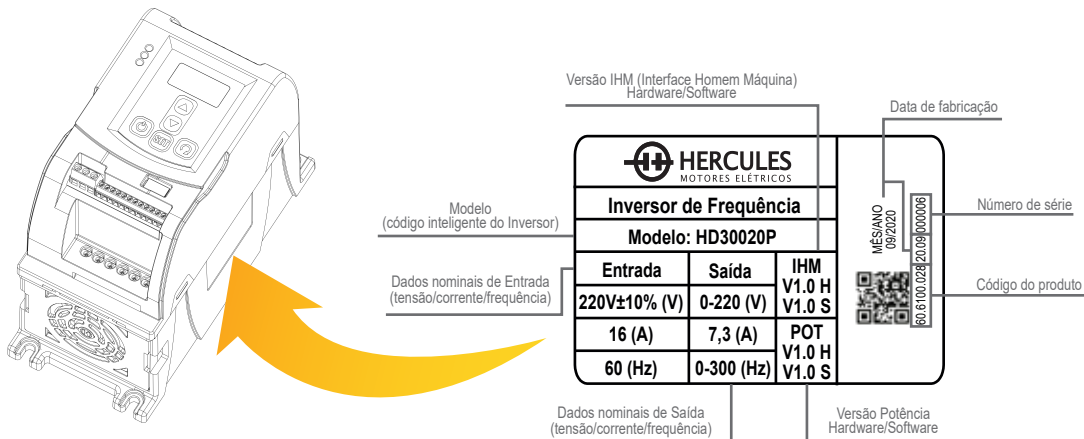 Versão IHM (Interface Homem Máquina)
Hardware/Software
Data de fabricação
HERCULES
MOTORES ELÉTRICOS
Inversor de Frequência
Modelo: HD30020P
Entrada
Saída
IHM
V1.0 H
V1.0 S
220V±10% (V)
0-220 (V)
16 (A)
7,3 (A)
POT
V1.0 H
V1.0 S
60 (Hz)
0-300 (Hz)
MÊS/ANO
09/2020
60.6100.028 20.09 000006
Modelo
(código inteligente do Inversor)
Número de série
Dados nominais de Entrada
(tensão/corrente/frequência)
Código do produto
Dados nominais de Saída
(tensão/corrente/frequência)
Versão Potência
Hardware/Software